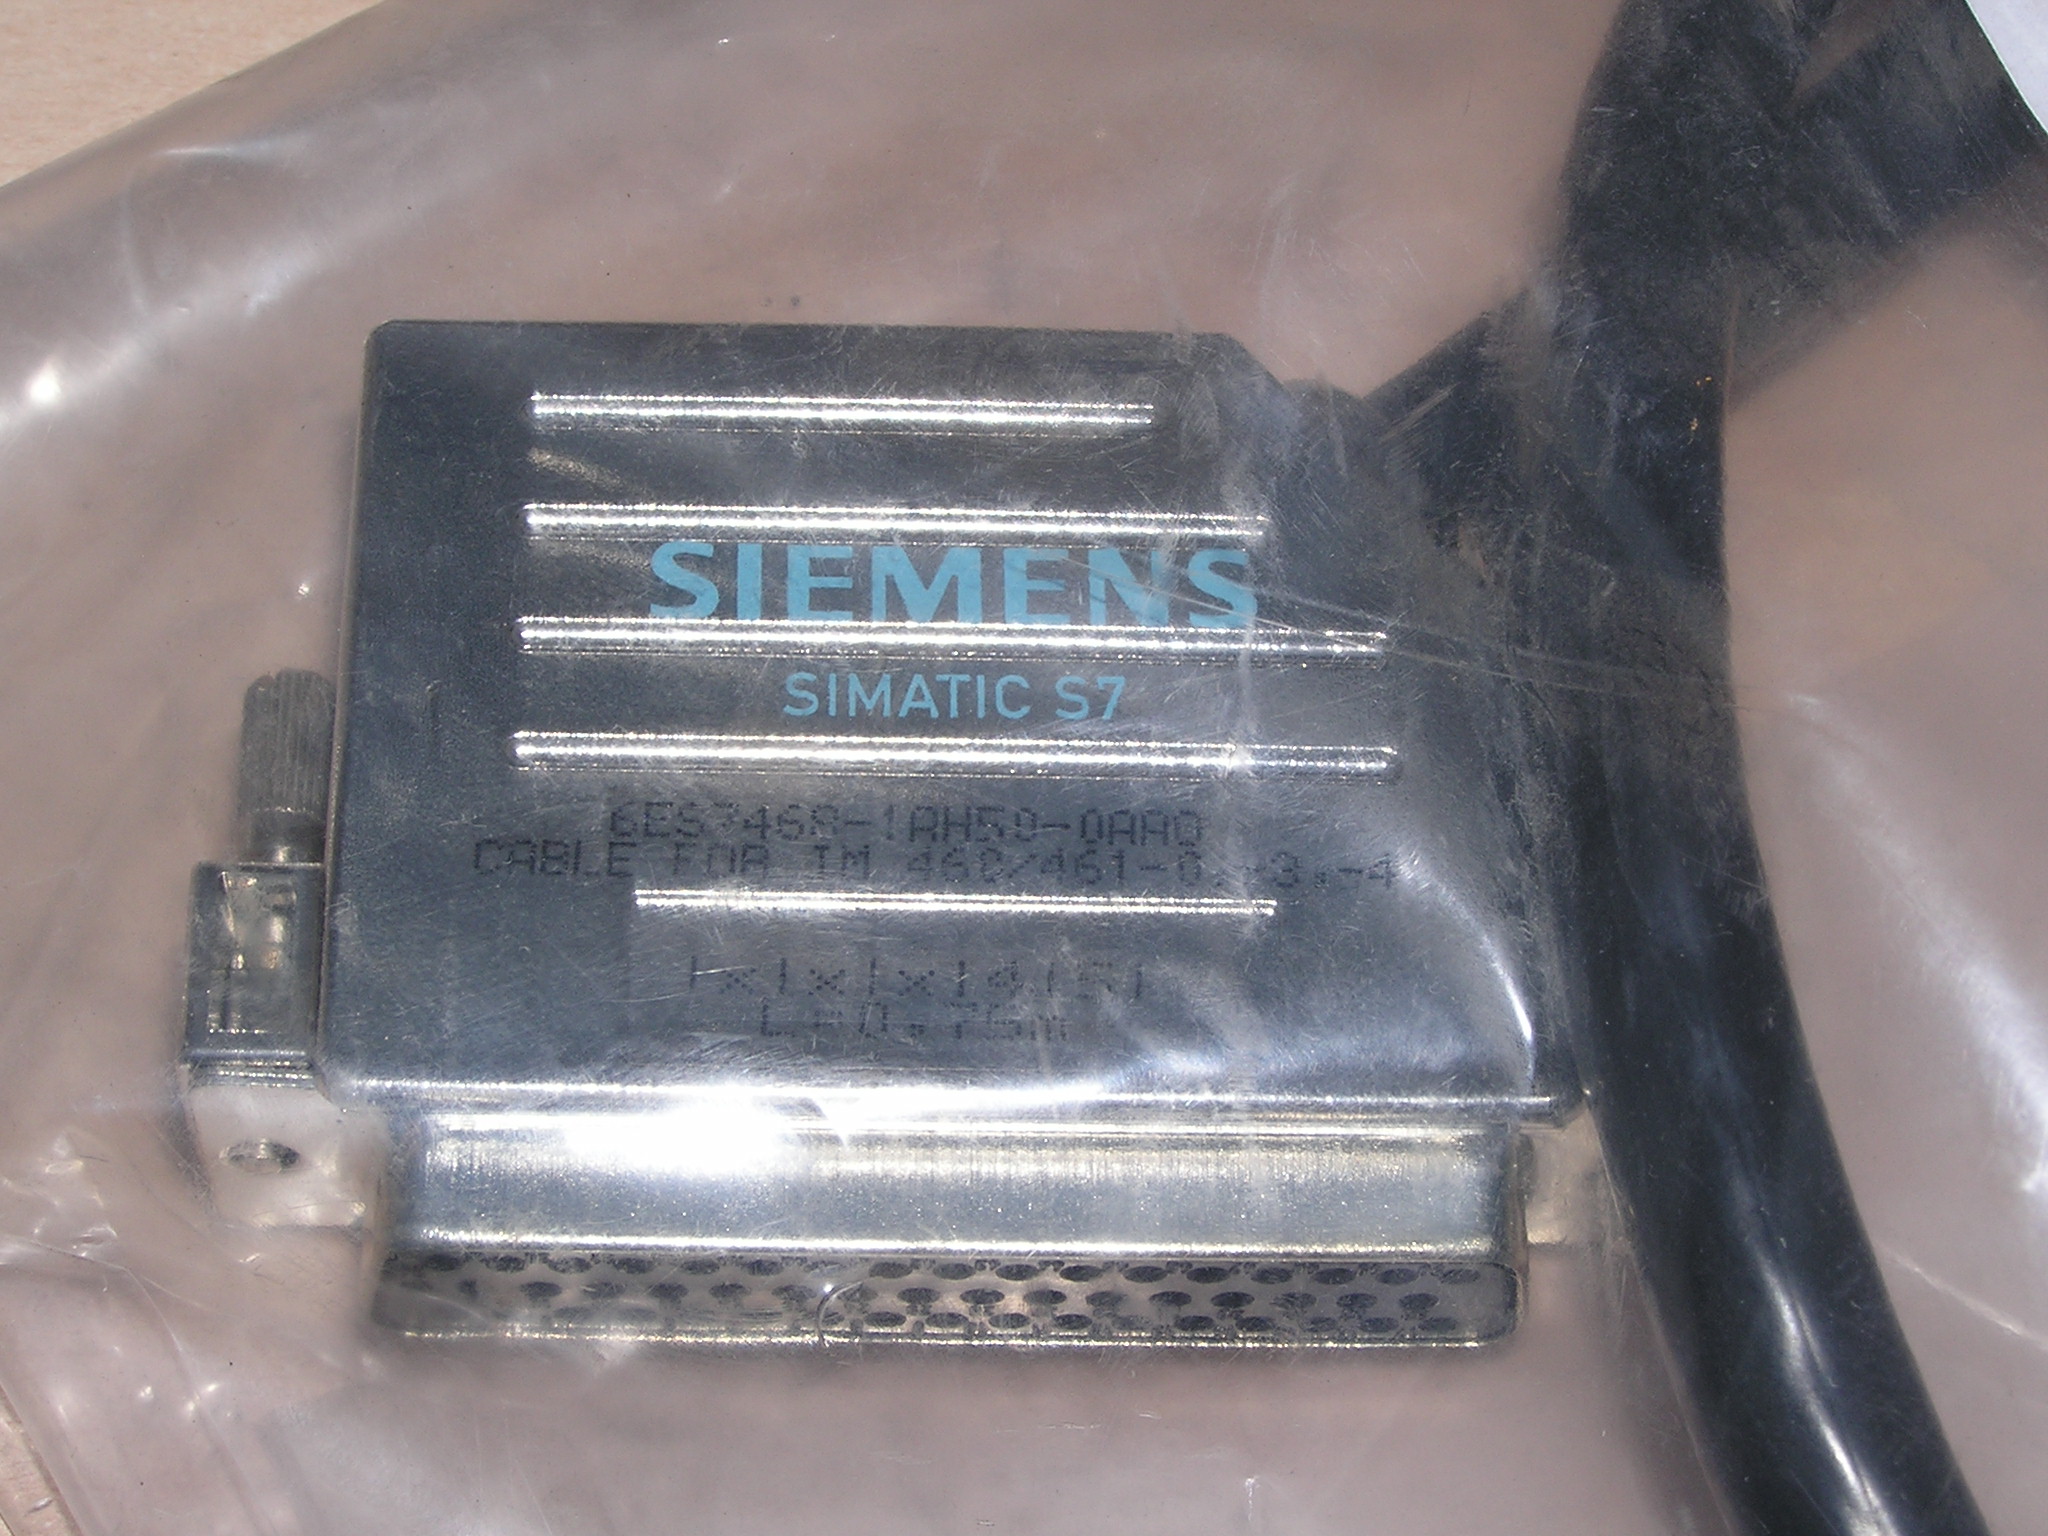 SIEMENS
SIMATIC S7
6ES7468-1AH50-0AA0
CABLE FOR IM 460/461-0,-3,-4
L=0.75M